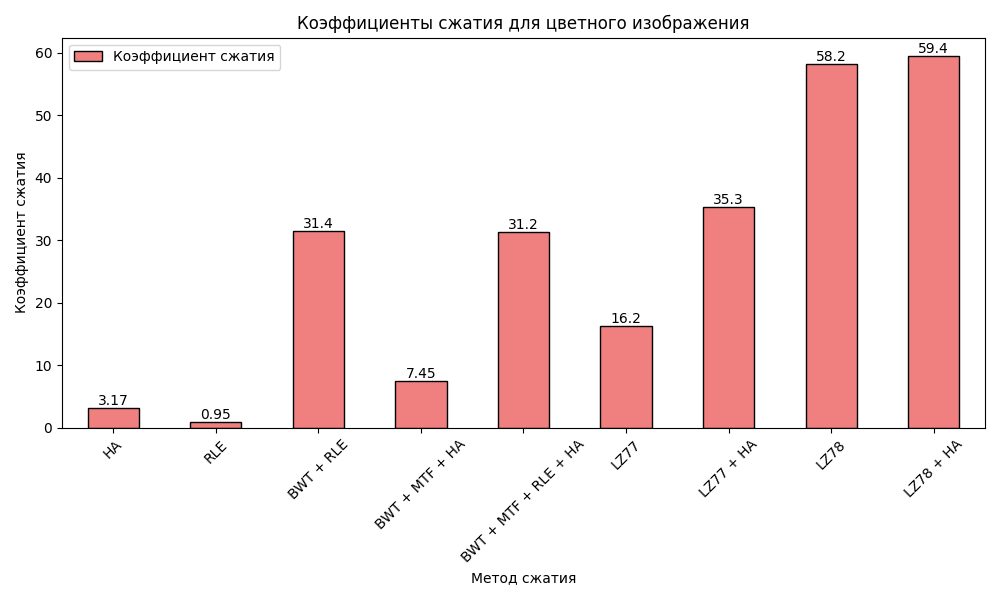 Коэффициенты сжатия для цветного изображения
Коэффициент сжатия
Коэффициент сжатия
60
50
40
30
20
10
0
3.17
0.95
31.4
7.45
31.2
16.2
35.3
58.2
59.4
HA
RLE
BWT + RLE
BWT + MTF + HA
BWT + MTF + RLE + HA
LZ77
LZ77 + HA
LZ78
LZ78 + HA
Метод сжатия